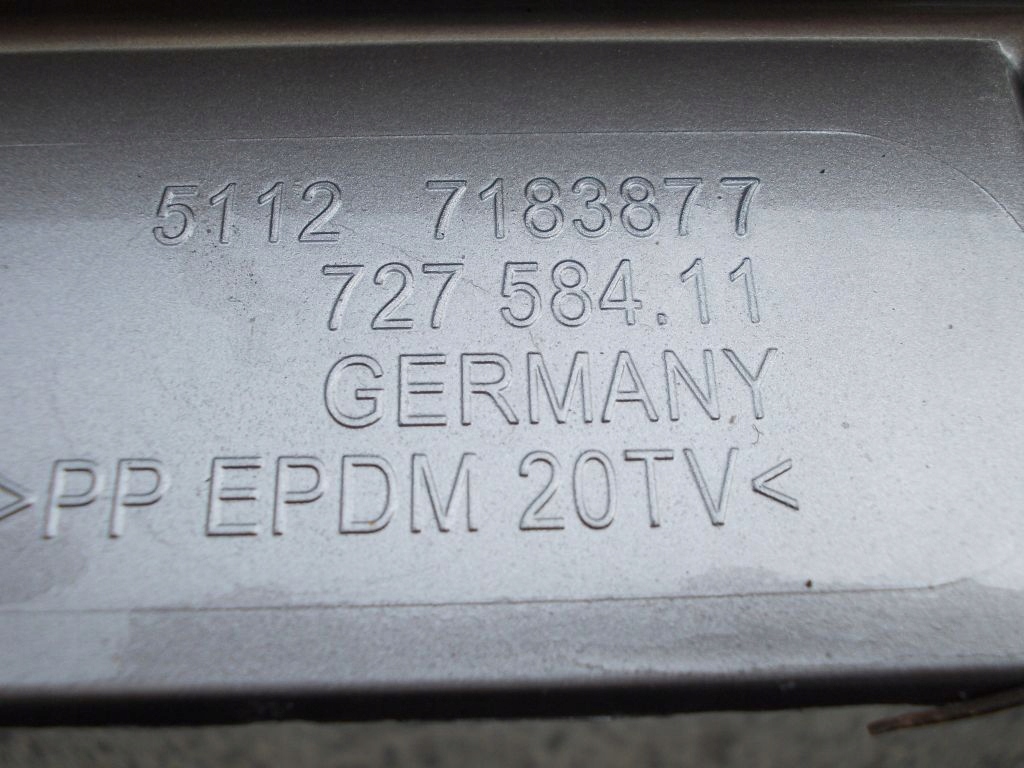 5112 7183877
727 584.11
GERMANY
>PP EPDM 20TV<